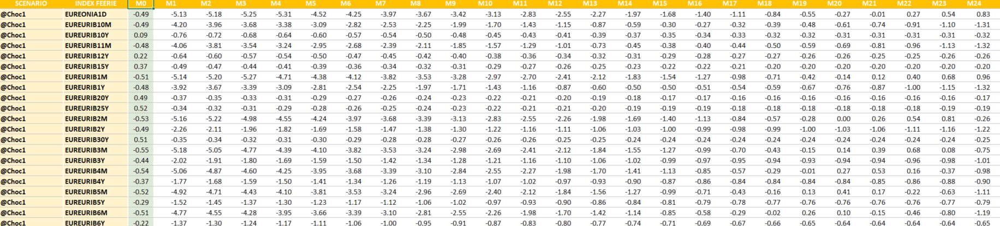 SCENARIO INDEX FEERIE M0 M1 M2 M3 M4 M5 M6 M7 M8 M9 M10 M11 M12 M13 M14 M15 M16 M17 M18 M19 M20 M21 M22 M23 M24
@Choc1 EUREONIA1D -0.49 -5.13 -5.18 -5.25 -5.31 -4.52 -4.25 -3.97 -3.67 -3.42 -3.13 -2.83 -2.55 -2.27 -1.97 -1.68 -1.40 -1.11 -0.84 -0.55 -0.27 -0.01 0.27 0.54 0.83
@Choc1 EUREURIB10M -0.49 -4.20 -3.96 -3.68 -3.38 -3.09 -2.82 -2.53 -2.25 -1.99 -1.70 -1.43 -1.15 -0.87 -0.59 -0.30 -0.27 -0.32 -0.39 -0.48 -0.61 -0.74 -0.91 -1.10 -1.31
@Choc1 EUREURIB10Y 0.09 -0.76 -0.72 -0.68 -0.64 -0.60 -0.57 -0.54 -0.50 -0.48 -0.45 -0.43 -0.41 -0.39 -0.37 -0.35 -0.34 -0.33 -0.32 -0.32 -0.31 -0.31 -0.31 -0.31 -0.32
@Choc1 EUREURIB11M -0.48 -4.06 -3.81 -3.54 -3.24 -2.95 -2.68 -2.39 -2.11 -1.85 -1.57 -1.29 -1.01 -0.73 -0.45 -0.38 -0.40 -0.44 -0.50 -0.59 -0.69 -0.81 -0.96 -1.13 -1.32
@Choc1 EUREURIB12Y 0.22 -0.64 -0.60 -0.57 -0.54 -0.50 -0.47 -0.45 -0.42 -0.40 -0.38 -0.36 -0.34 -0.32 -0.31 -0.29 -0.28 -0.27 -0.27 -0.26 -0.26 -0.25 -0.25 -0.26 -0.26
@Choc1 EUREURIB15Y 0.37 -0.49 -0.47 -0.44 -0.41 -0.39 -0.36 -0.34 -0.32 -0.31 -0.29 -0.27 -0.26 -0.25 -0.23 -0.22 -0.22 -0.21 -0.20 -0.20 -0.20 -0.20 -0.20 -0.20 -0.20
@Choc1 EUREURIB1M -0.51 -5.14 -5.20 -5.27 -4.71 -4.38 -4.12 -3.82 -3.53 -3.28 -2.97 -2.70 -2.41 -2.12 -1.83 -1.54 -1.27 -0.98 -0.71 -0.42 -0.14 0.12 0.40 0.68 0.96
@Choc1 EUREURIB1Y -0.48 -3.92 -3.67 -3.39 -3.09 -2.81 -2.54 -2.25 -1.97 -1.71 -1.43 -1.16 -0.87 -0.60 -0.50 -0.50 -0.51 -0.54 -0.59 -0.67 -0.76 -0.87 -1.00 -1.15 -1.32
@Choc1 EUREURIB20Y 0.49 -0.37 -0.35 -0.33 -0.31 -0.29 -0.27 -0.26 -0.24 -0.23 -0.22 -0.21 -0.20 -0.19 -0.18 -0.17 -0.17 -0.16 -0.16 -0.16 -0.16 -0.16 -0.16 -0.16 -0.17
@Choc1 EUREURIB25Y 0.52 -0.34 -0.32 -0.31 -0.29 -0.28 -0.26 -0.25 -0.24 -0.23 -0.22 -0.21 -0.21 -0.20 -0.19 -0.19 -0.19 -0.18 -0.18 -0.18 -0.18 -0.18 -0.18 -0.19 -0.19
@Choc1 EUREURIB2M -0.53 -5.16 -5.22 -4.98 -4.55 -4.24 -3.97 -3.68 -3.39 -3.13 -2.83 -2.55 -2.26 -1.98 -1.69 -1.40 -1.13 -0.84 -0.57 -0.28 0.00 0.26 0.54 0.81 -0.26
@Choc1 EUREURIB2Y -0.49 -2.26 -2.11 -1.96 -1.82 -1.69 -1.58 -1.47 -1.38 -1.30 -1.22 -1.16 -1.11 -1.06 -1.03 -1.00 -0.99 -0.98 -0.99 -1.00 -1.03 -1.06 -1.11 -1.16 -1.22
@Choc1 EUREURIB30Y 0.51 -0.35 -0.34 -0.32 -0.31 -0.30 -0.29 -0.28 -0.28 -0.27 -0.26 -0.26 -0.25 -0.25 -0.24 -0.24 -0.24 -0.24 -0.24 -0.24 -0.24 -0.24 -0.24 -0.24 -0.25
@Choc1 EUREURIB3M -0.55 -5.18 -5.05 -4.77 -4.39 -4.10 -3.82 -3.53 -3.24 -2.98 -2.69 -2.41 -2.12 -1.84 -1.55 -1.27 -0.99 -0.70 -0.43 -0.15 0.14 0.39 0.68 0.08 -0.75
@Choc1 EUREURIB3Y -0.44 -2.02 -1.91 -1.80 -1.69 -1.59 -1.50 -1.42 -1.34 -1.28 -1.21 -1.16 -1.10 -1.06 -1.02 -0.99 -0.97 -0.95 -0.94 -0.93 -0.94 -0.94 -0.96 -0.98 -1.01
@Choc1 EUREURIB4M -0.54 -5.06 -4.87 -4.60 -4.25 -3.95 -3.68 -3.39 -3.10 -2.84 -2.55 -2.27 -1.98 -1.70 -1.41 -1.13 -0.85 -0.57 -0.29 -0.01 0.27 0.53 0.16 -0.37 -0.98
@Choc1 EUREURIB4Y -0.37 -1.77 -1.68 -1.59 -1.50 -1.41 -1.34 -1.26 -1.19 -1.13 -1.07 -1.02 -0.97 -0.93 -0.90 -0.87 -0.86 -0.84 -0.84 -0.84 -0.84 -0.85 -0.86 -0.88 -0.90
@Choc1 EUREURIB5M -0.52 -4.92 -4.71 -4.43 -4.10 -3.81 -3.53 -3.24 -2.96 -2.69 -2.40 -2.12 -1.84 -1.56 -1.27 -0.99 -0.71 -0.43 -0.16 0.13 0.41 0.17 -0.22 -0.63 -1.11
@Choc1 EUREURIB5Y -0.29 -1.52 -1.45 -1.37 -1.30 -1.23 -1.17 -1.12 -1.06 -1.02 -0.97 -0.93 -0.90 -0.86 -0.84 -0.81 -0.79 -0.78 -0.77 -0.76 -0.76 -0.76 -0.76 -0.77 -0.79
@Choc1 EUREURIB6M -0.51 -4.77 -4.55 -4.28 -3.95 -3.66 -3.39 -3.10 -2.81 -2.55 -2.26 -1.98 -1.70 -1.42 -1.14 -0.85 -0.58 -0.29 -0.02 0.26 0.10 -0.15 -0.46 -0.80 -1.19
@Choc1 EUREURIB6Y -0.22 -1.37 -1.30 -1.24 -1.17 -1.11 -1.06 -1.00 -0.95 -0.91 -0.87 -0.83 -0.80 -0.77 -0.74 -0.71 -0.69 -0.67 -0.66 -0.65 -0.64 -0.64 -0.64 -0.64 -0.65